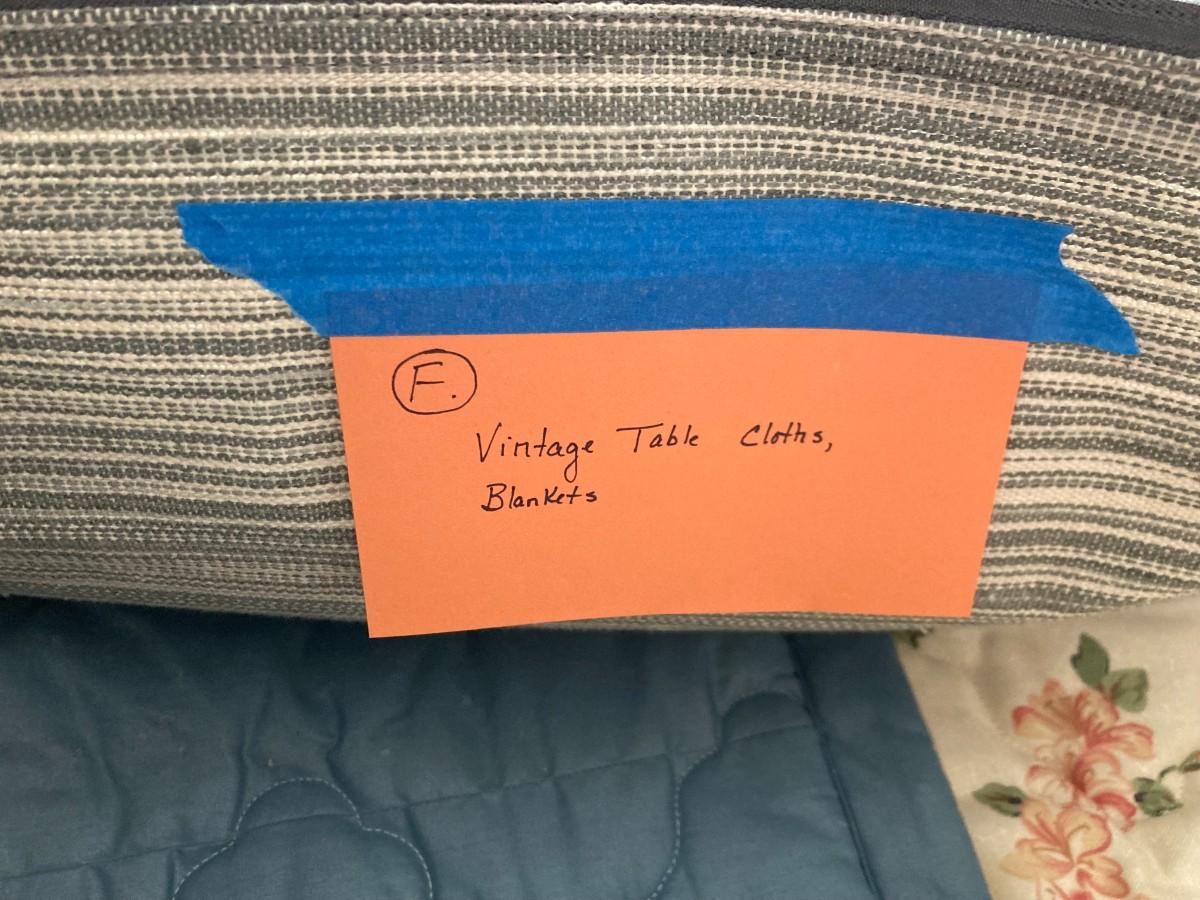 F.
Vintage Table Cloths,
Blankets